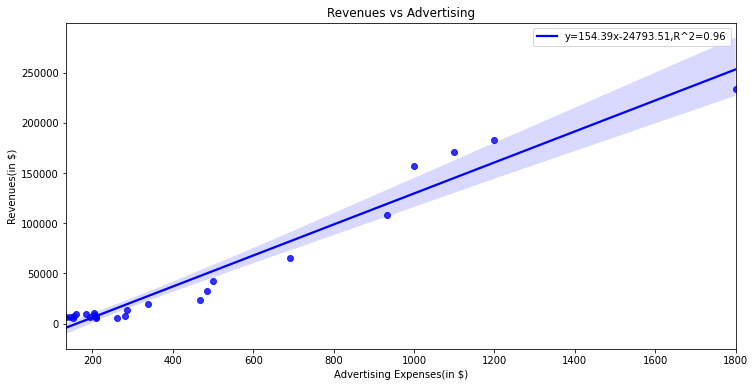 Revenues vs Advertising
y=154.39x-24793.51,R^2=0.96
250000
200000
150000
100000
50000
0
Revenues(in $)
200 400 600 800 1000 1200 1400 1600 1800
Advertising Expenses(in $)